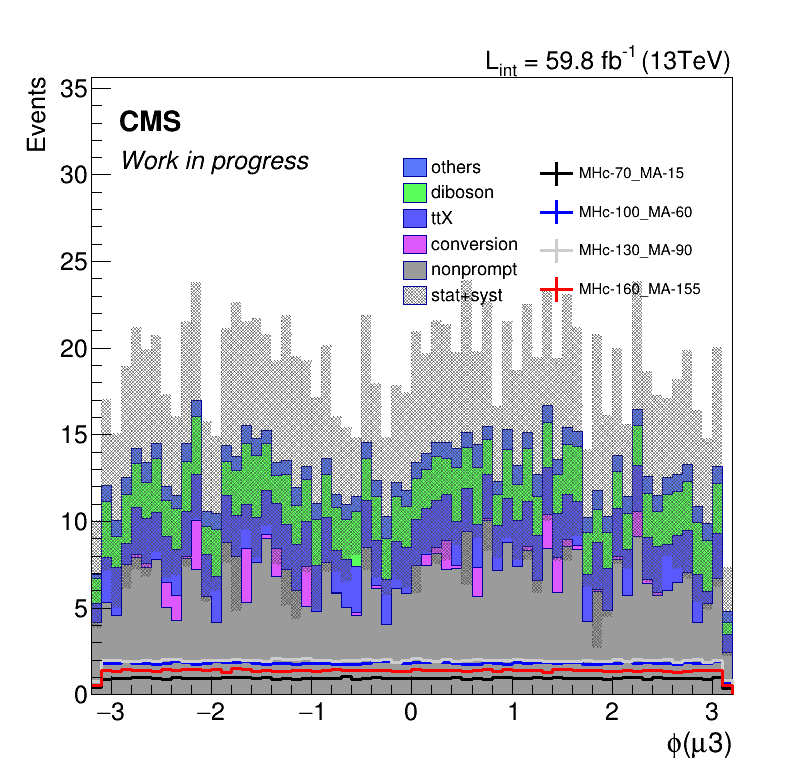 L_int = 59.8 fb^-1 (13TeV)
Events
CMS
Work in progress
others
diboson
ttX
conversion
nonprompt
stat+syst
MHc-70_MA-15
MHc-100_MA-60
MHc-130_MA-90
MHc-160_MA-155
35
30
25
20
15
10
5
0
−3 −2 −1 0 1 2 3
ϕ(μ3)